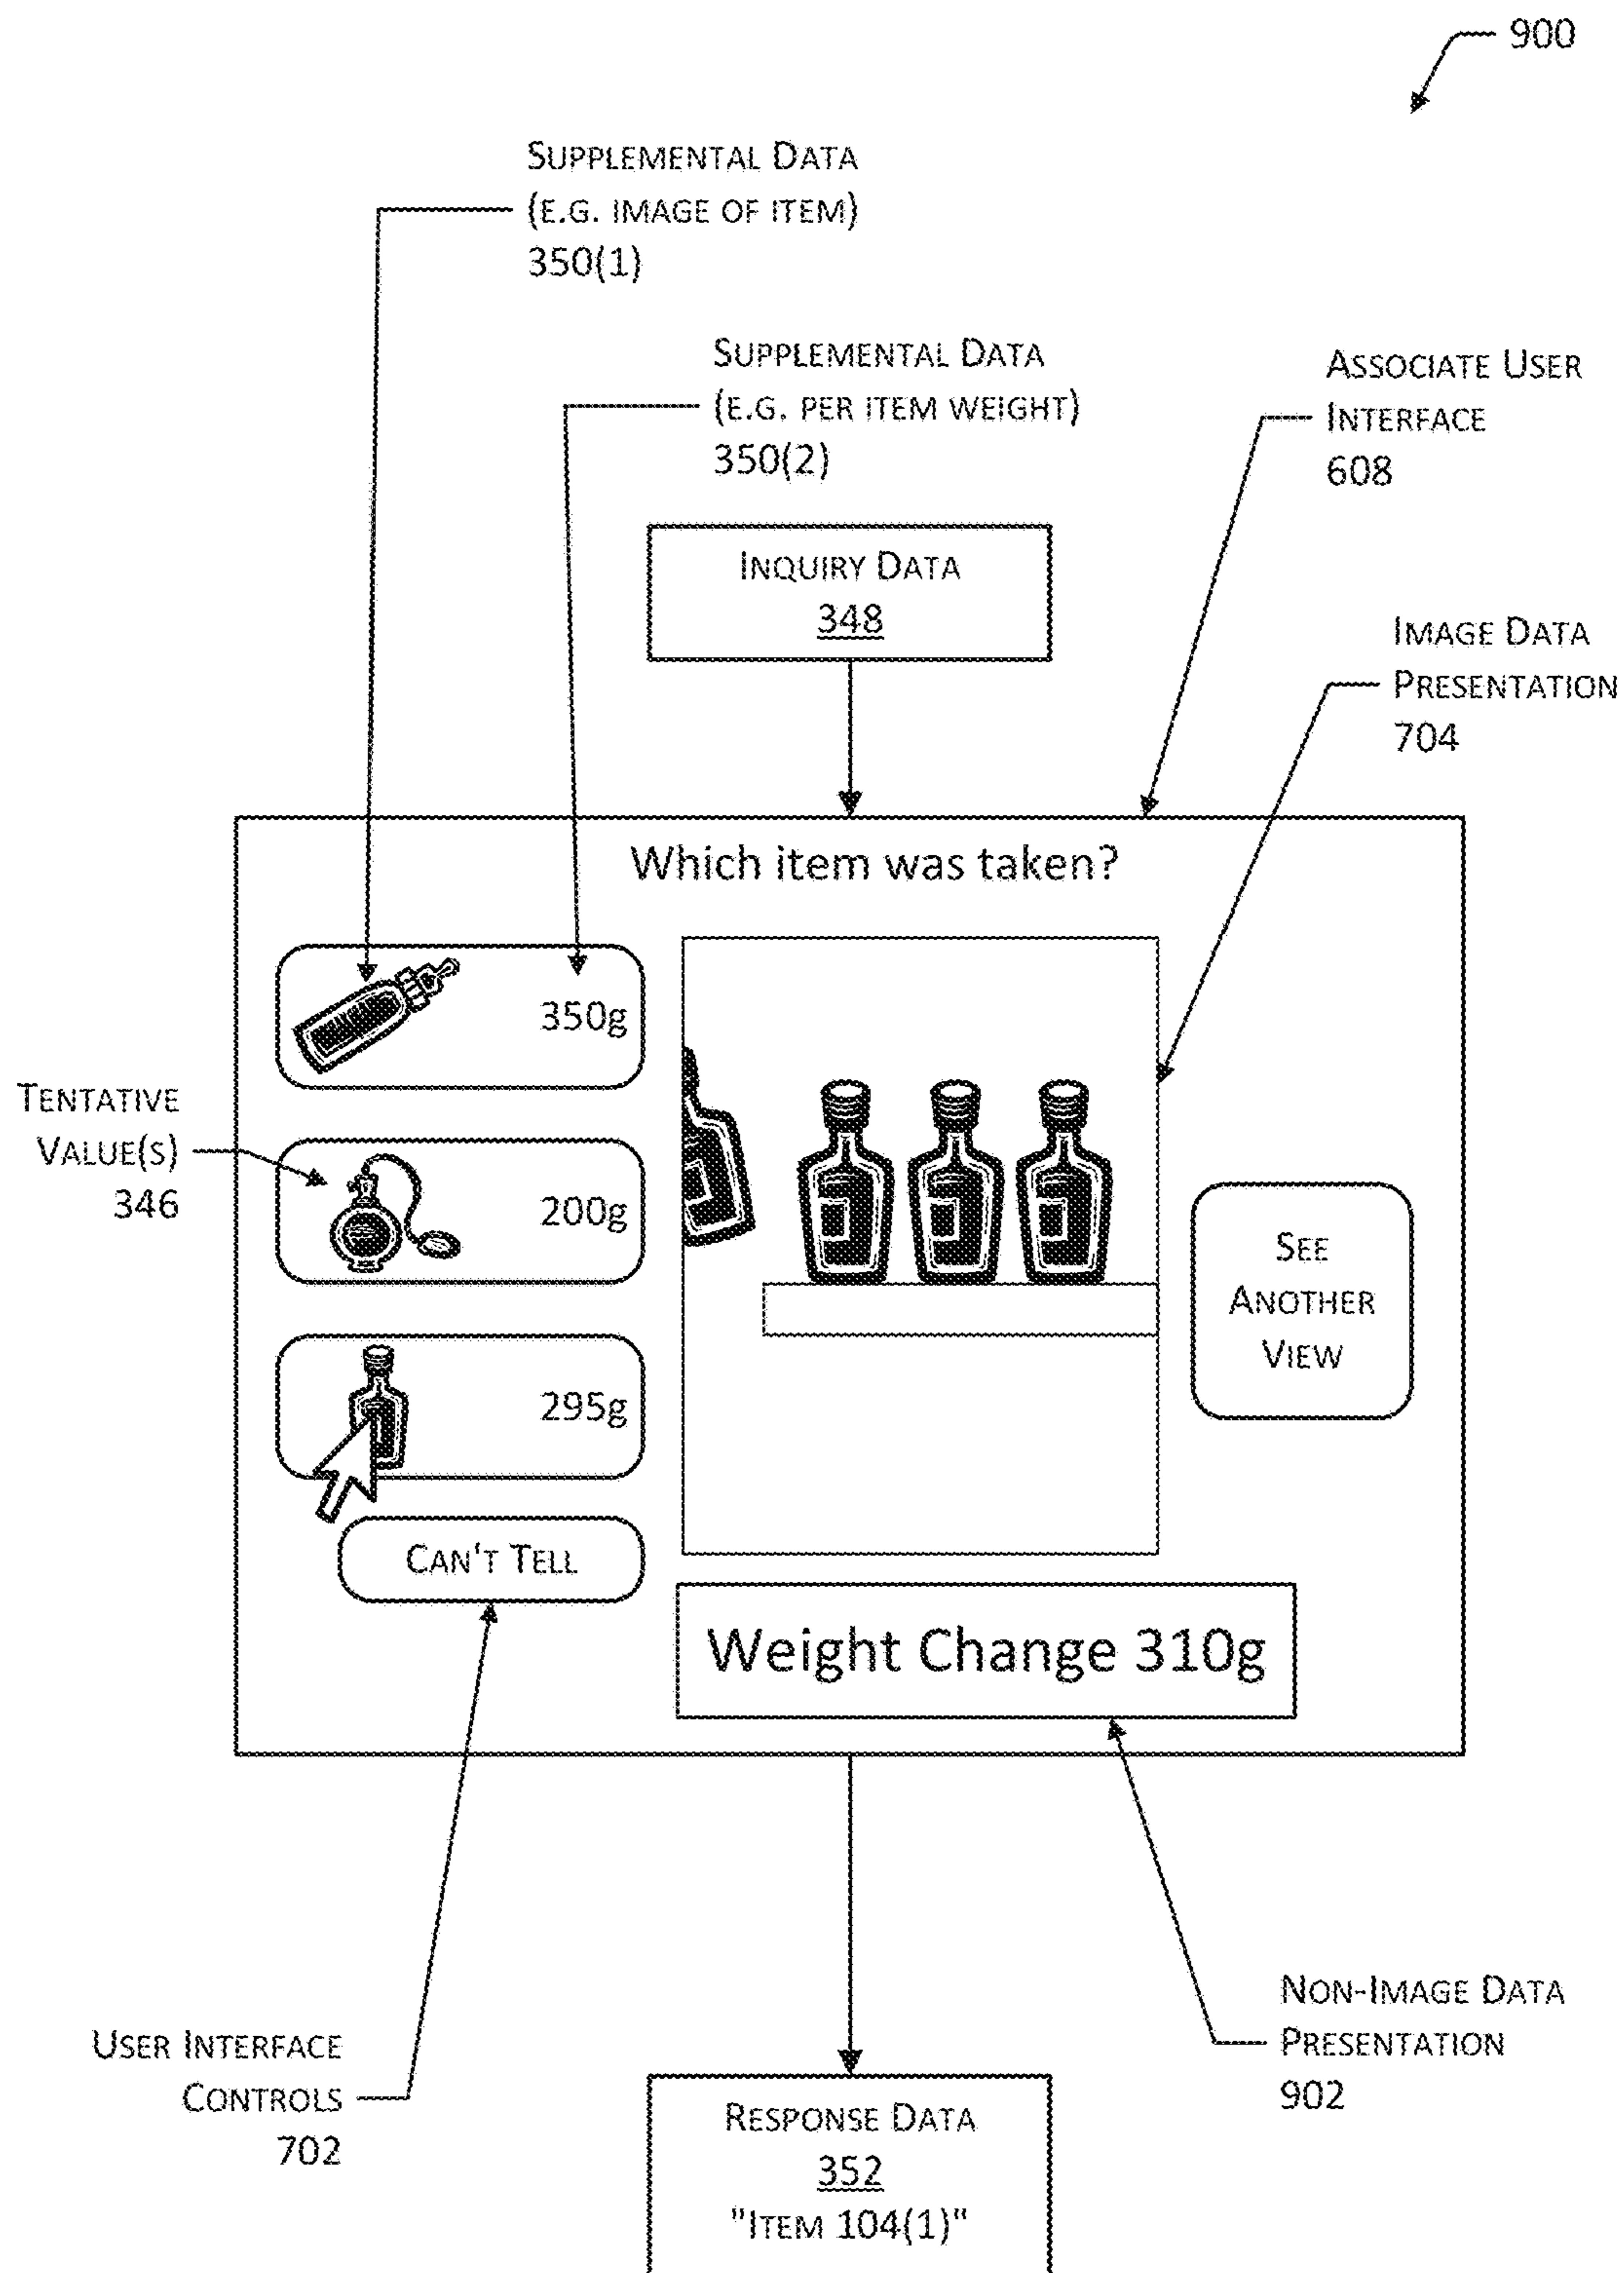 900
SUPPLEMENTAL DATA
(E.G. IMAGE OF ITEM)
350(1)
SUPPLEMENTAL DATA
(E.G. PER ITEM WEIGHT)
350(2)
ASSOCIATE USER
INTERFACE
608
INQUIRY DATA
348
IMAGE DATA
PRESENTATION
704
Which item was taken?
350g
TENTATIVE
VALUE(S)
346
200g
295g
CAN'T TELL
SEE
ANOTHER
VIEW
Weight Change 310g
USER INTERFACE
CONTROLS
702
NON-IMAGE DATA
PRESENTATION
902
RESPONSE DATA
352
"ITEM 104(1)"